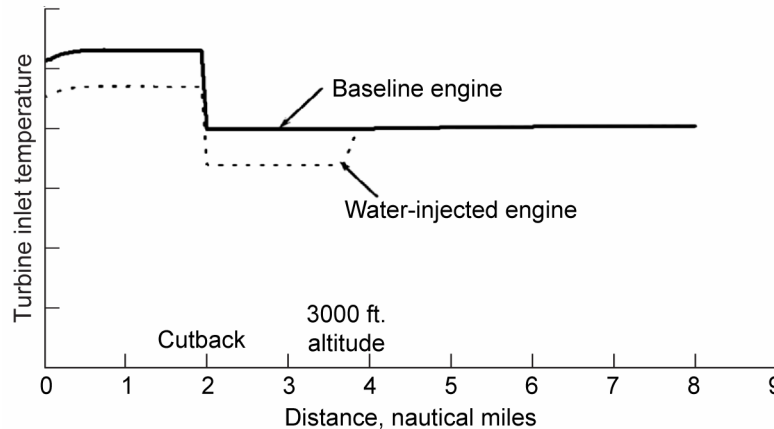 Turbine inlet temperature
Baseline engine
Water-injected engine
3000 ft.
altitude
Cutback
0 1 2 3 4 5 6 7 8 9
Distance, nautical miles